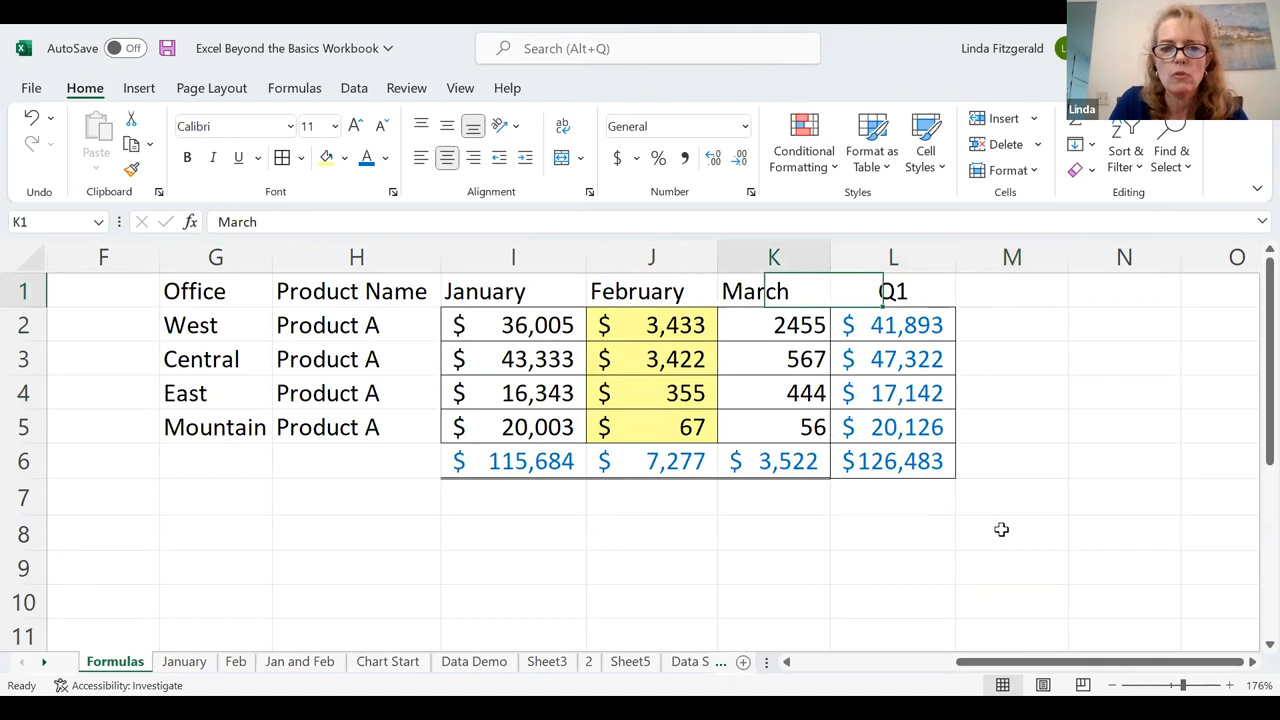 AutoSave Off Excel Beyond the Basics Workbook Search (Alt+Q) Linda Fitzgerald
File Home Insert Page Layout Formulas Data Review View Help
Linda
Paste Calibri 11 General Conditional Formatting Format as Table Cell Styles Insert Delete Format Sort & Filter Find & Select
Undo Clipboard Font Alignment Number Styles Cells Editing
K1 fx March
F G H I J K L M N O
1 Office Product Name January February March Q1
2 West Product A $ 36,005 $ 3,433 2455 $ 41,893
3 Central Product A $ 43,333 $ 3,422 567 $ 47,322
4 East Product A $ 16,343 $ 355 444 $ 17,142
5 Mountain Product A $ 20,003 $ 67 56 $ 20,126
6 $ 115,684 $ 7,277 $ 3,522 $126,483
7
8
9
10
11
Formulas January Feb Jan and Feb Chart Start Data Demo Sheet3 2 Sheet5 Data S ...
Ready Accessibility: Investigate 176%